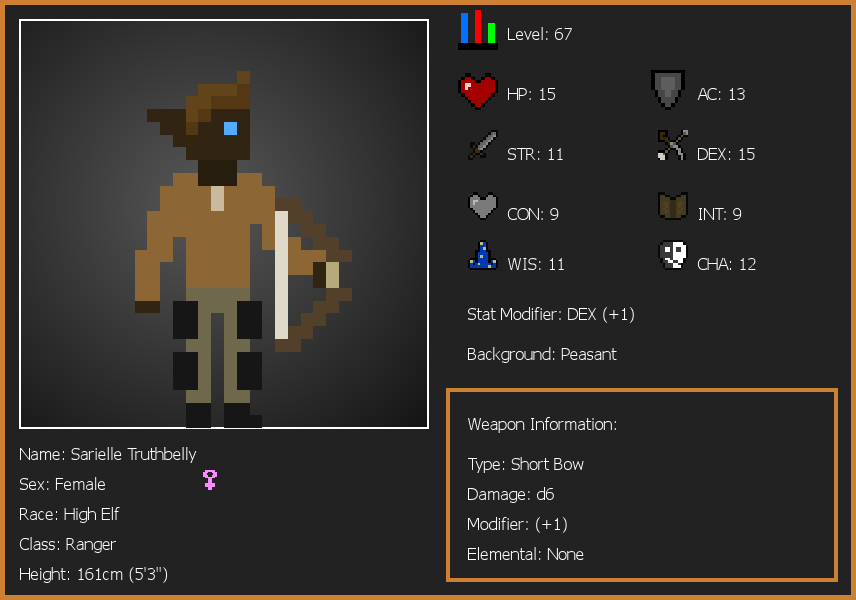 Level: 67
HP: 15
AC: 13
STR: 11
DEX: 15
CON: 9
INT: 9
WIS: 11
CHA: 12
Stat Modifier: DEX (+1)
Background: Peasant
Weapon Information:
Type: Short Bow
Damage: d6
Modifier: (+1)
Elemental: None
Name: Sarielle Truthbelly
Sex: Female
Race: High Elf
Class: Ranger
Height: 161cm (5'3")